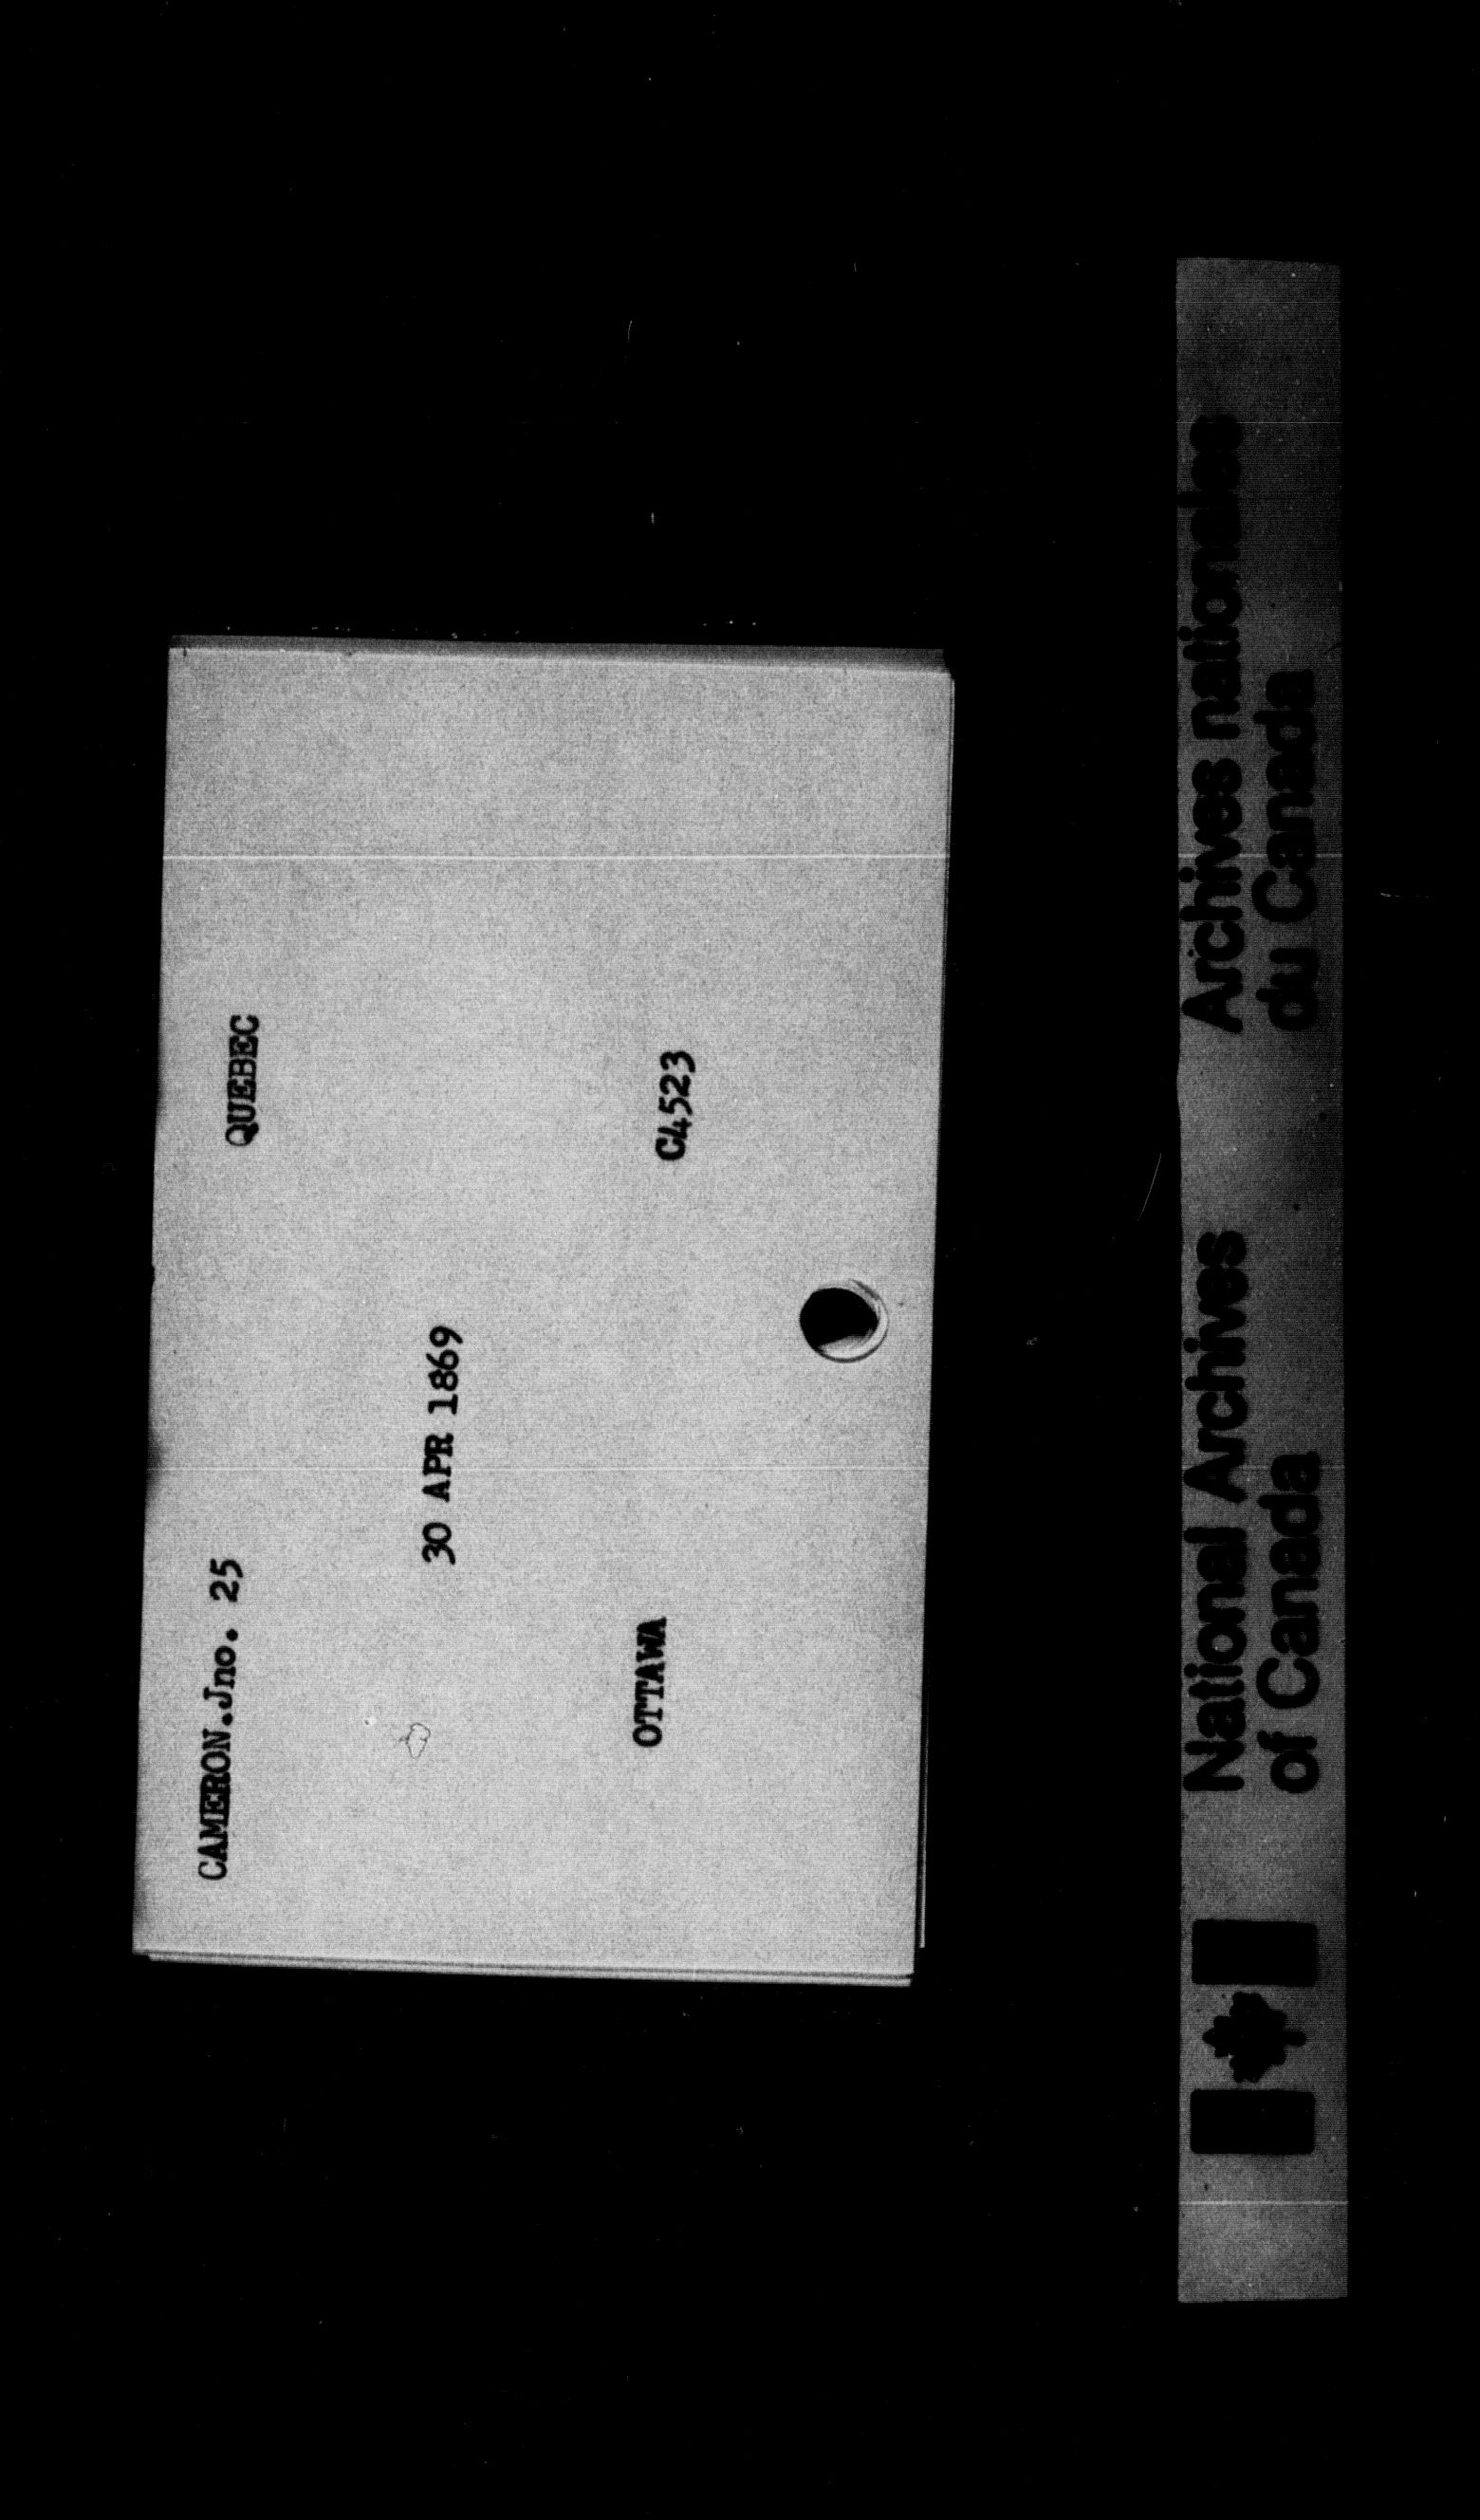 CAMERON.Jno. 25 QUEBEC
30 APR 1869
OTTAWA C4523
National Archives
of Canada
Archives nationales
du Canada